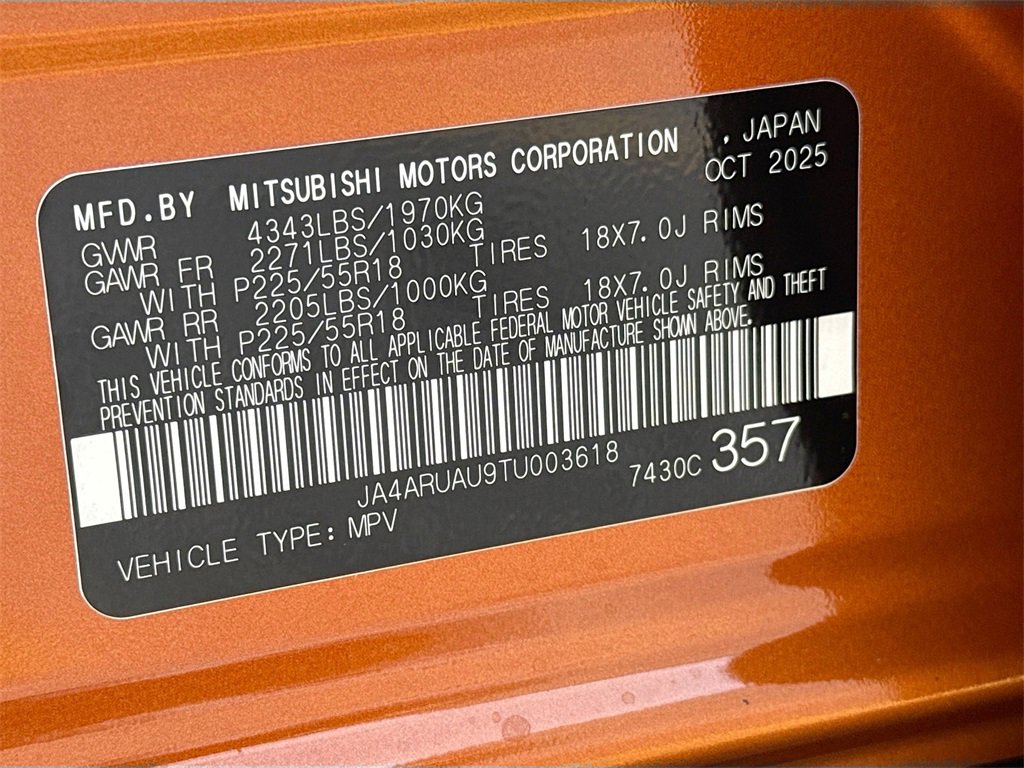 MFD.BY MITSUBISHI MOTORS CORPORATION , JAPAN
OCT 2025
GVWR 4343LBS/1970KG
GAWR FR 2271LBS/1030KG
WITH P225/55R18 TIRES 18X7.0J RIMS
GAWR RR 2205LBS/1000KG
WITH P225/55R18 TIRES 18X7.0J RIMS
THIS VEHICLE CONFORMS TO ALL APPLICABLE FEDERAL MOTOR VEHICLE SAFETY AND THEFT
PREVENTION STANDARDS IN EFFECT ON THE DATE OF MANUFACTURE SHOWN ABOVE.
JA4ARUAU9TU003618 7430C 357
VEHICLE TYPE: MPV